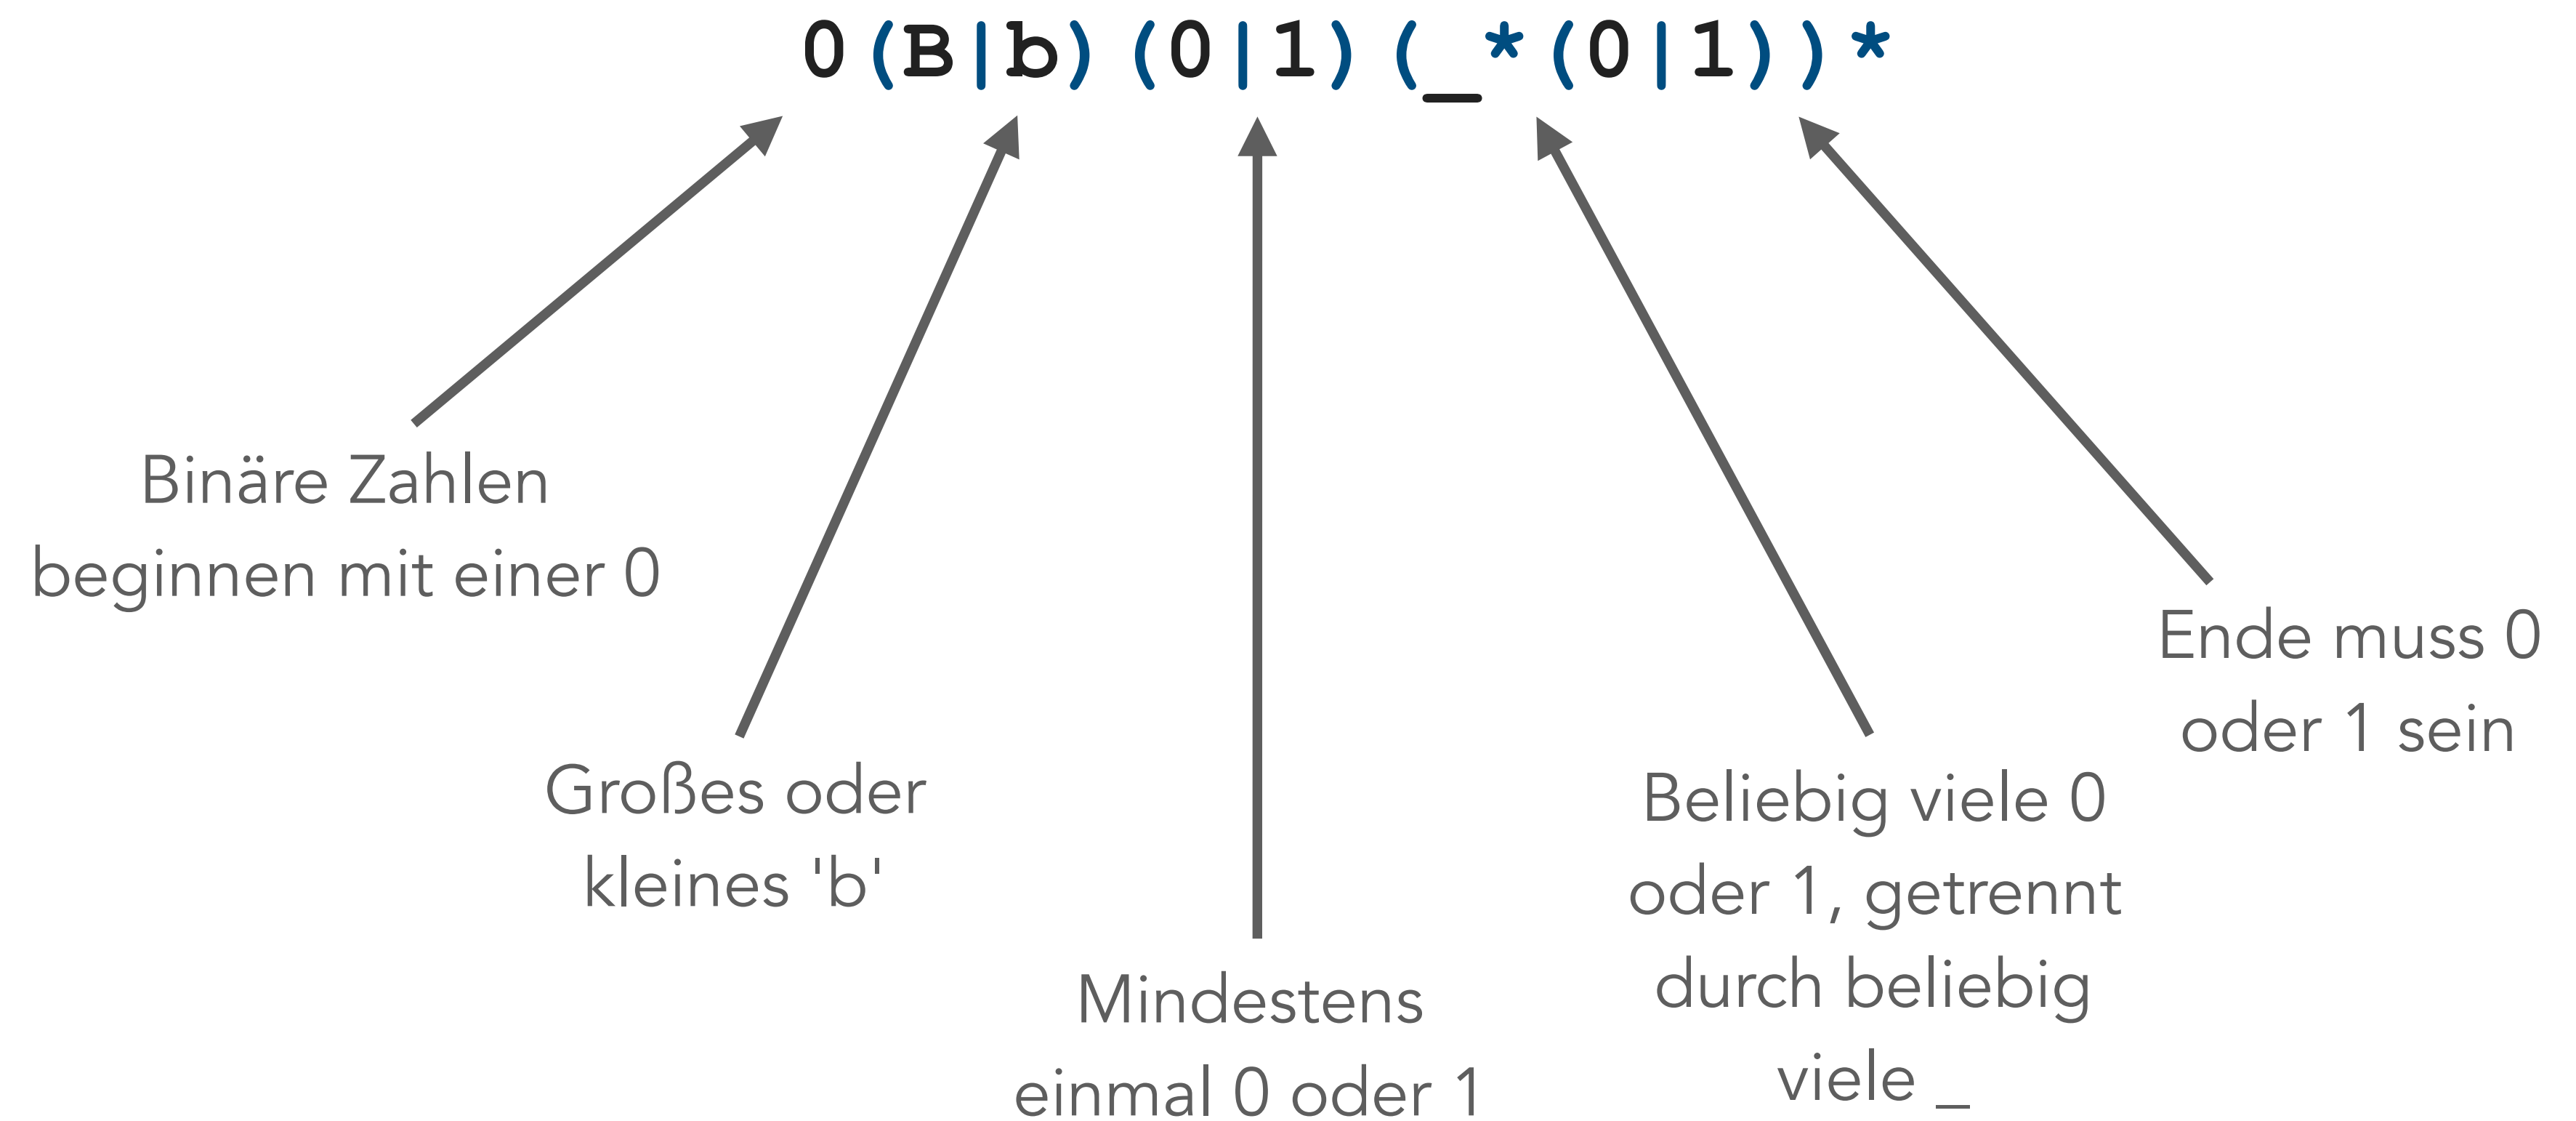 0(B|b)(0|1)(_*(0|1))*
Binäre Zahlen
beginnen mit einer 0
Großes oder
kleines 'b'
Mindestens
einmal 0 oder 1
Beliebig viele 0
oder 1, getrennt
durch beliebig
viele _
Ende muss 0
oder 1 sein